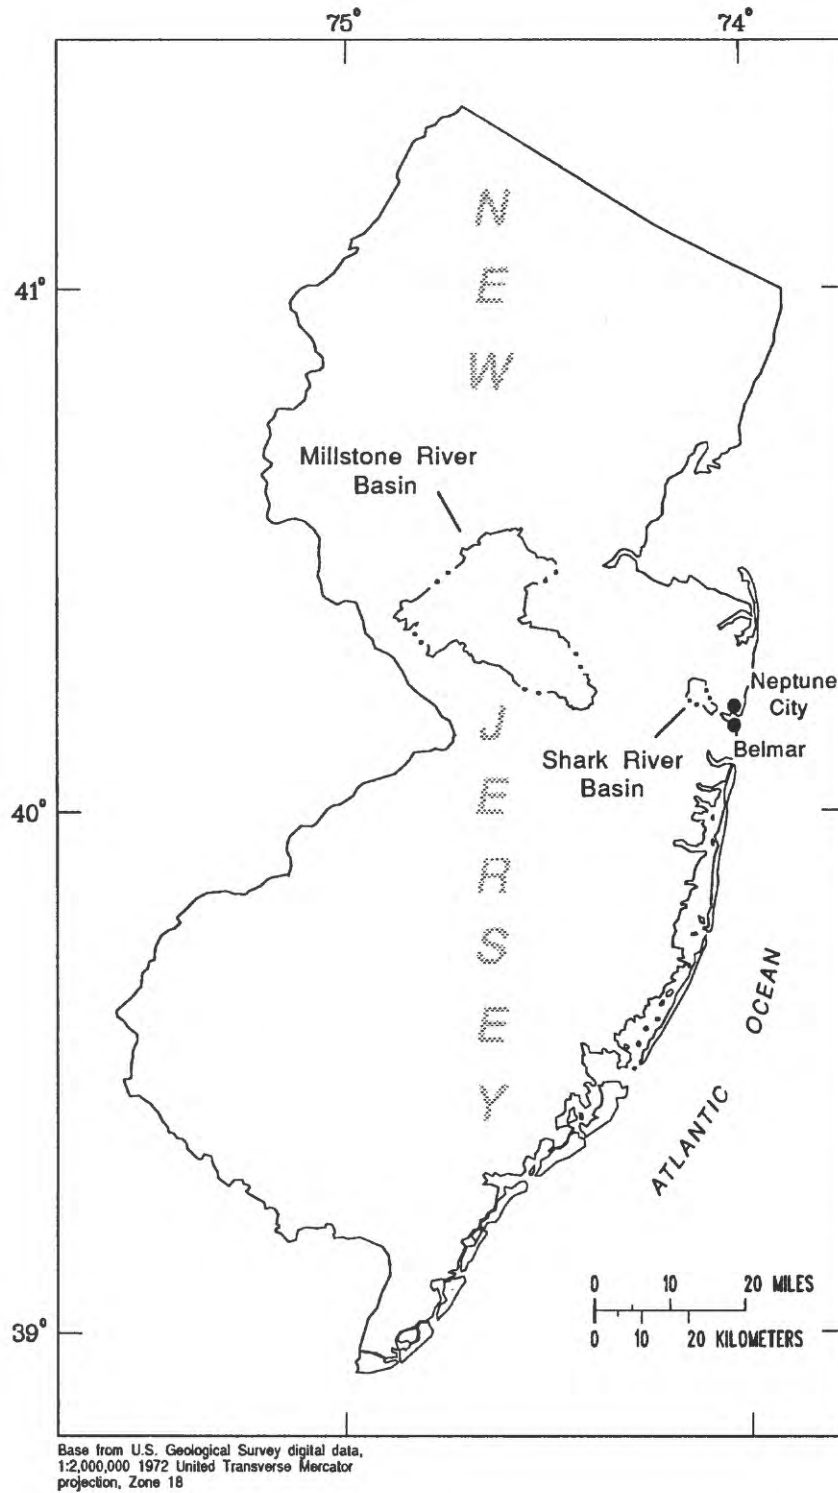 75° 74°
N
E
W
41°
Millstone River
Basin
Neptune
City
J
Shark River
Basin
Belmar
E
40°
R
S
E
Y
ATLANTIC OCEAN
0 10 20 MILES
39°
0 10 20 KILOMETERS
Base from U.S. Geological Survey digital data,
1:2,000,000 1972 United Transverse Mercator
projection, Zone 18